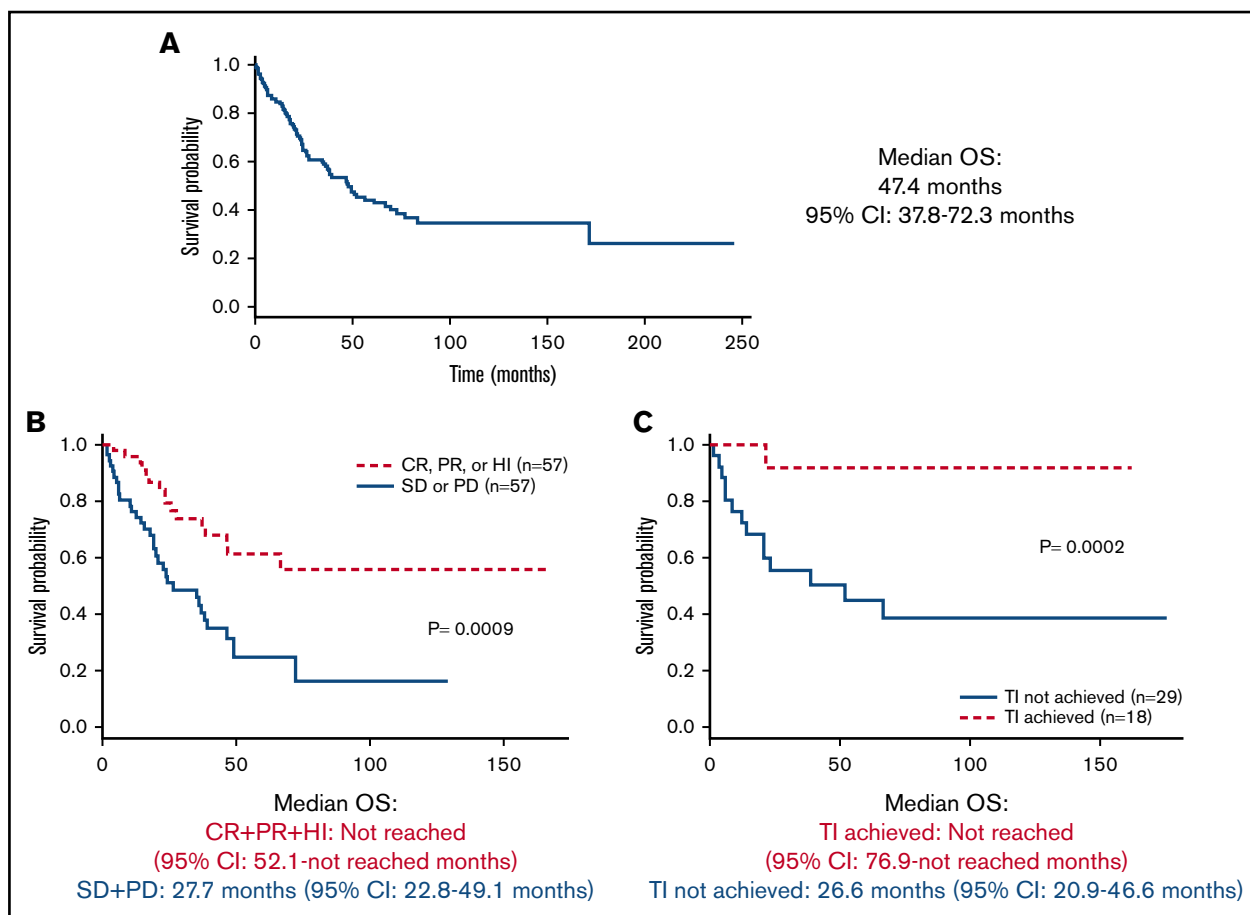 A
Survival probability
1.0
0.8
0.6
0.4
0.2
0.0
0 50 100 150 200 250
Time (months)
Median OS:
47.4 months
95% CI: 37.8-72.3 months
B
Survival probability
1.0
0.8
0.6
0.4
0.2
0.0
CR, PR, or HI (n=57)
SD or PD (n=57)
P= 0.0009
0 50 100 150
Median OS:
CR+PR+HI: Not reached
(95% CI: 52.1-not reached months)
SD+PD: 27.7 months (95% CI: 22.8-49.1 months)
C
Survival probability
1.0
0.8
0.6
0.4
0.2
0.0
P= 0.0002
TI not achieved (n=29)
TI achieved (n=18)
0 50 100 150
Median OS:
TI achieved: Not reached
(95% CI: 76.9-not reached months)
TI not achieved: 26.6 months (95% CI: 20.9-46.6 months)